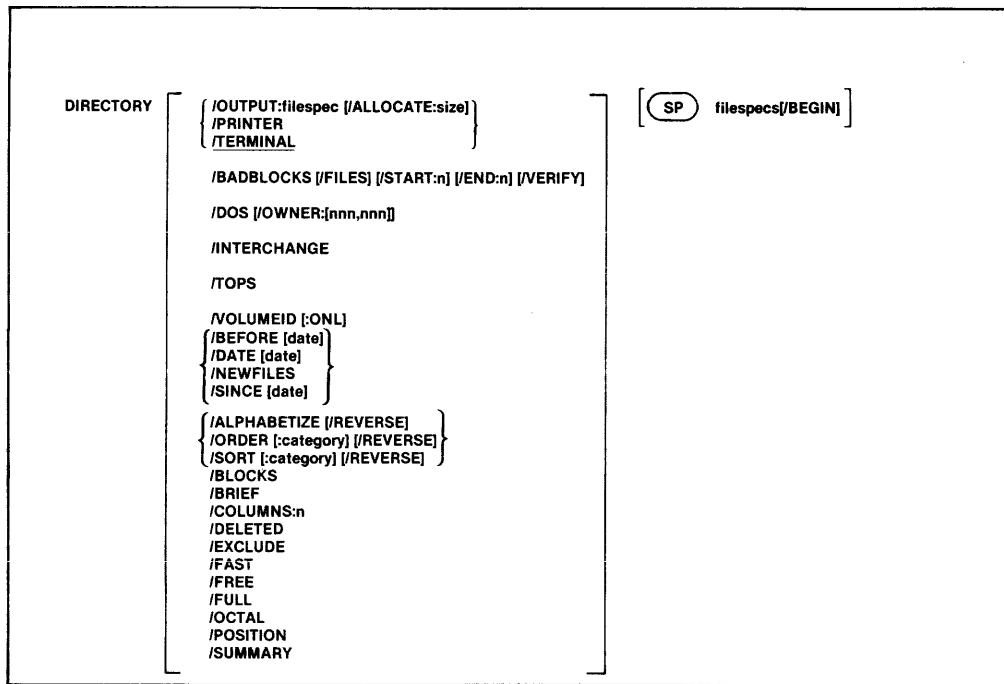 DIRECTORY
/OUTPUT:filespec [/ALLOCATE:size]
/PRINTER
/TERMINAL
/BADBLOCKS [/FILES] [/START:n] [/END:n] [/VERIFY]
/DOS [/OWNER:[nnn,nnn]]
/INTERCHANGE
/TOPS
/VOLUMEID [:ONL]
/BEFORE [date]
/DATE [date]
/NEWFILES
/SINCE [date]
/ALPHABETIZE [/REVERSE]
/ORDER [:category] [/REVERSE]
/SORT [:category] [/REVERSE]
/BLOCKS
/BRIEF
/COLUMNS:n
/DELETED
/EXCLUDE
/FAST
/FREE
/FULL
/OCTAL
/POSITION
/SUMMARY
SP filespecs[/BEGIN]